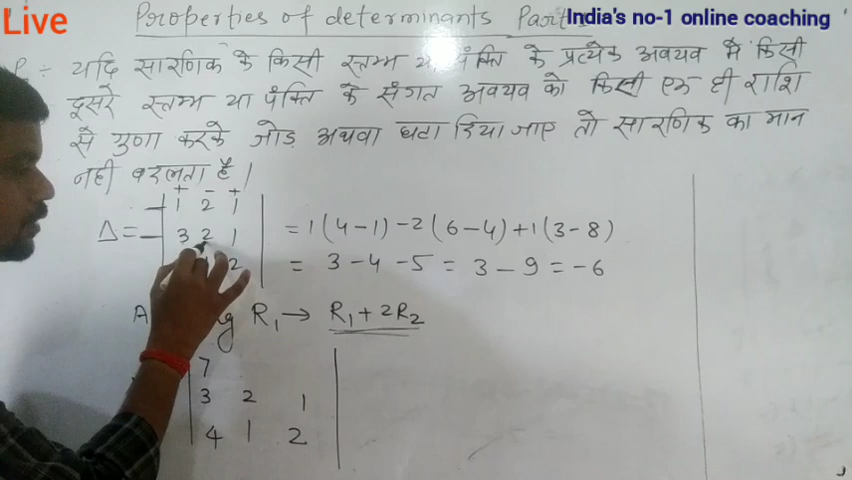 Live
Properties of determinants Part
India's no-1 online coaching
P ÷ यदि सारणिक के किसी स्तम्भ या पंक्ति के प्रत्येक अवयव मे किसी
दूसरे स्तम्भ या पंक्ति के संगत अवयव को किसी एक ही राशि
से गुणा करके जोड़ अथवा घटा दिया जाए तो सारणिक का मान
नही बदलता है।
+ - +
1 2 1
Δ = 3 2 1 = 1(4-1) -2(6-4) +1(3-8)
2 = 3 - 4 - 5 = 3 - 9 = -6
R₁ → R₁ + 2R₂
7
3 2 1
4 1 2